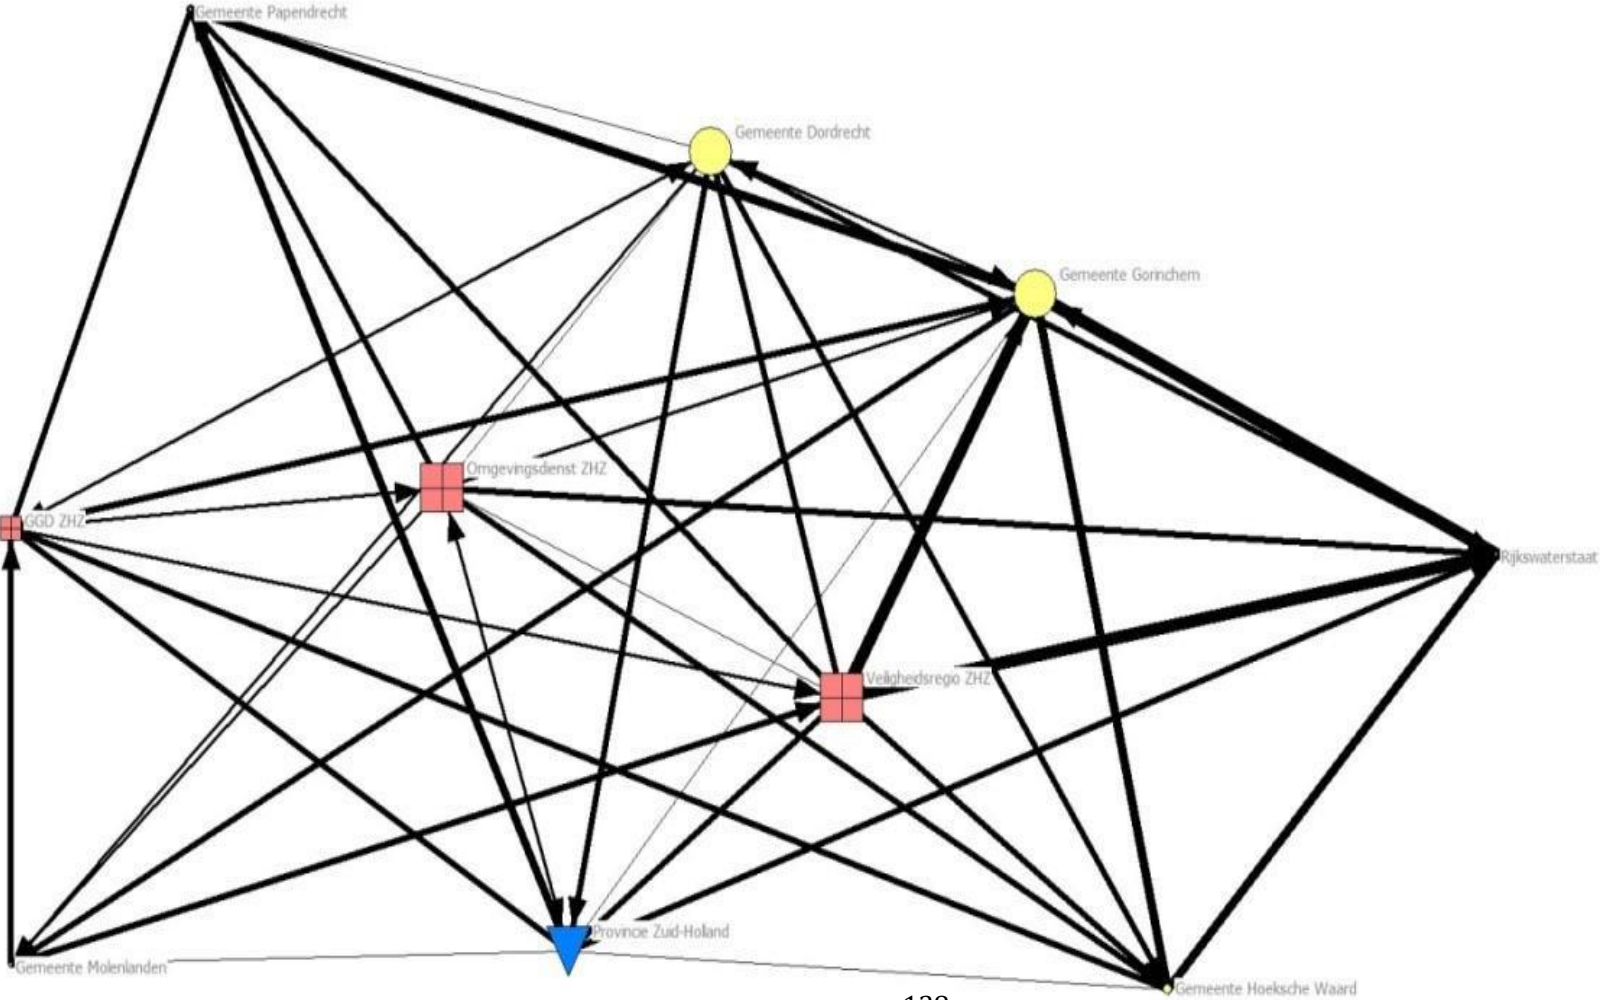 Gemeente Papendrecht
Gemeente Dordrecht
Gemeente Gorinchem
Omgevingsdienst ZHZ
GGD ZHZ
Rijkswaterstaat
Veiligheidsregio ZHZ
Provincie Zuid-Holland
Gemeente Molenlanden
Gemeente Hoeksche Waard